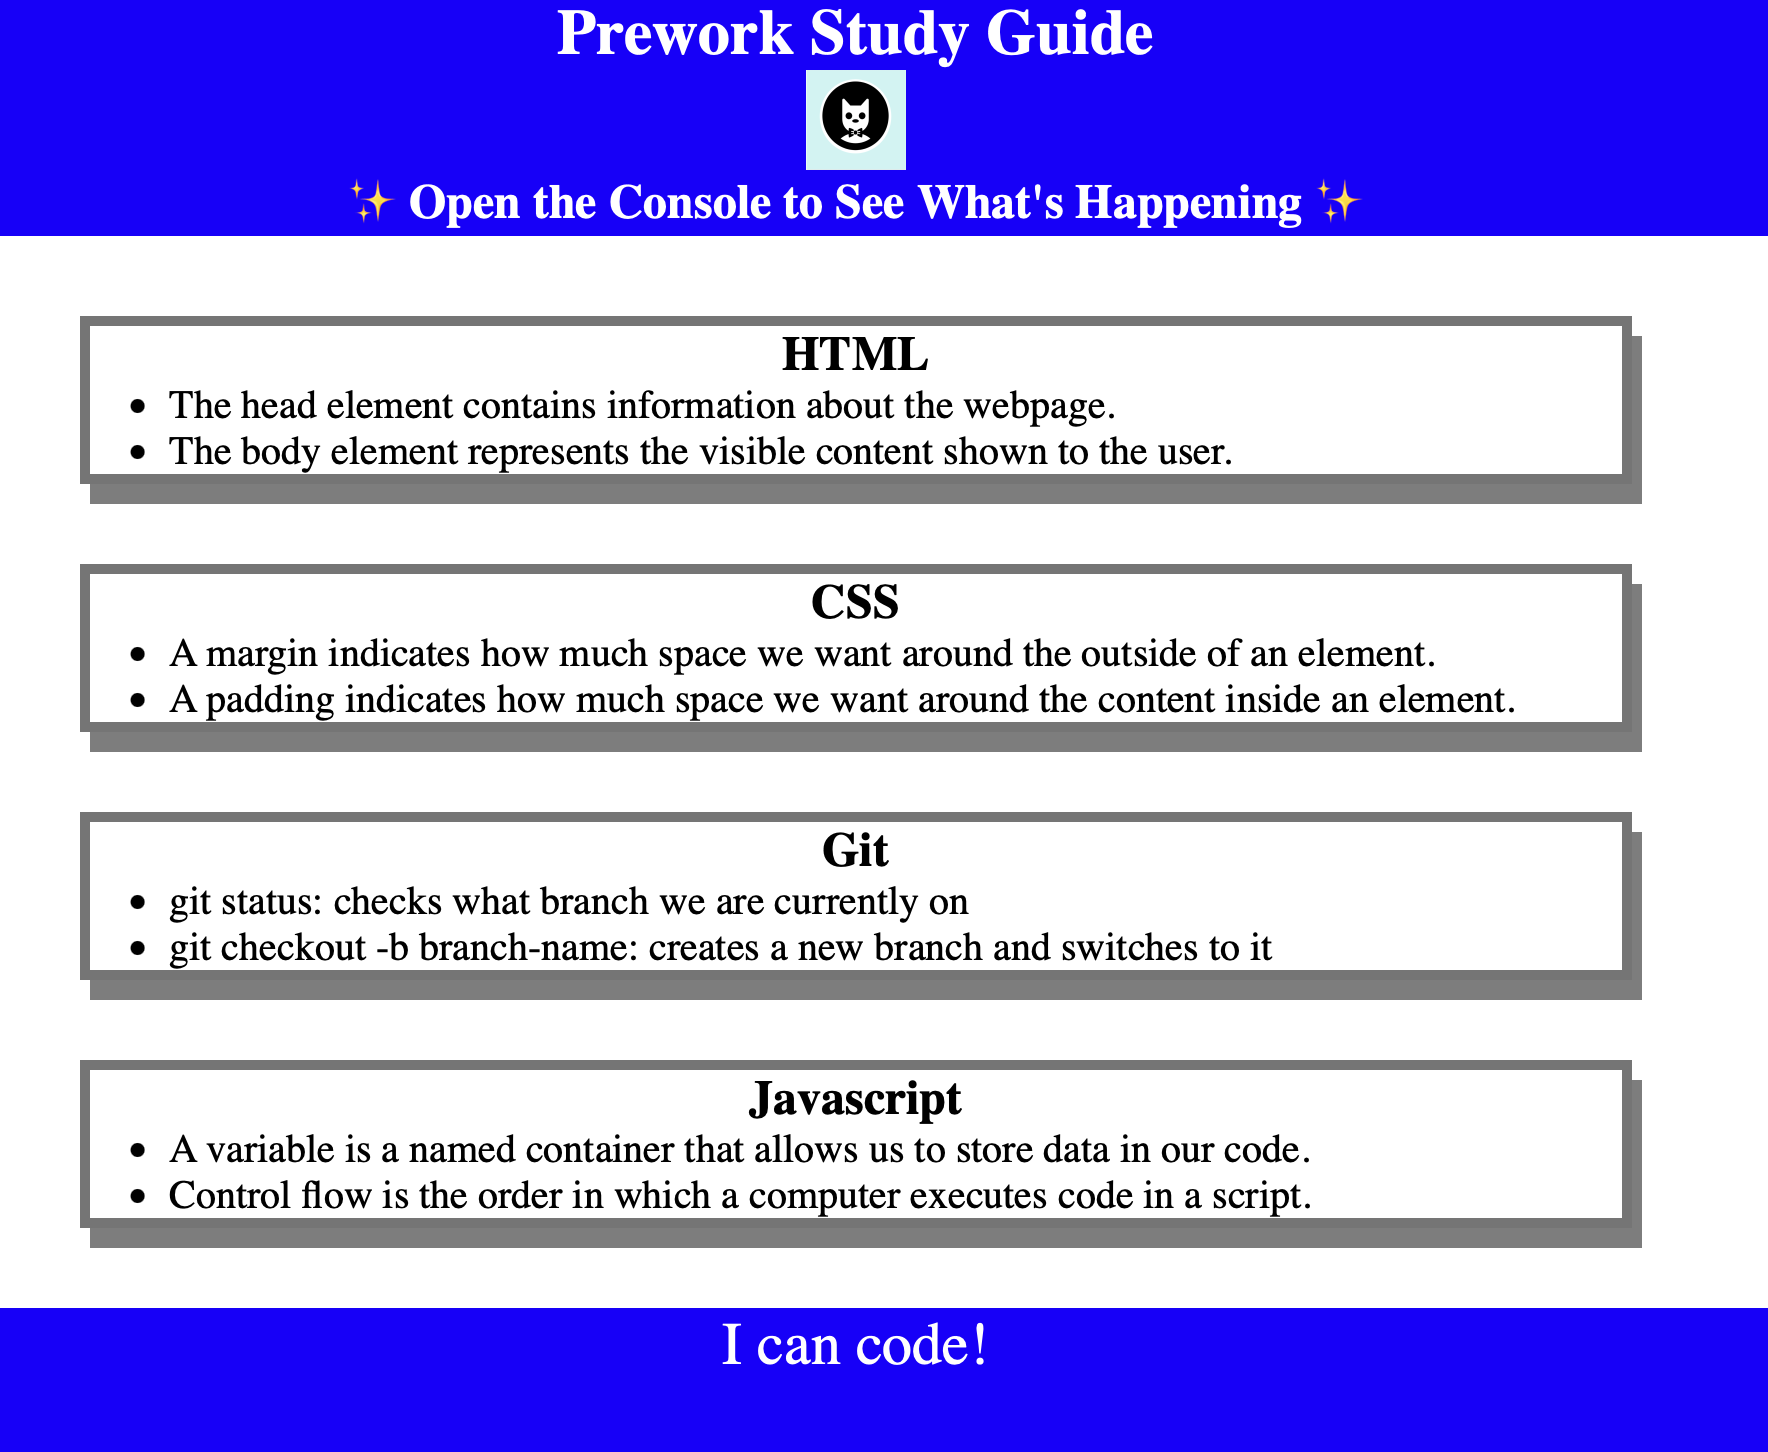 Prework Study Guide
✨ Open the Console to See What's Happening ✨
HTML
• The head element contains information about the webpage.
• The body element represents the visible content shown to the user.
CSS
• A margin indicates how much space we want around the outside of an element.
• A padding indicates how much space we want around the content inside an element.
Git
• git status: checks what branch we are currently on
• git checkout -b branch-name: creates a new branch and switches to it
Javascript
• A variable is a named container that allows us to store data in our code.
• Control flow is the order in which a computer executes code in a script.
I can code!